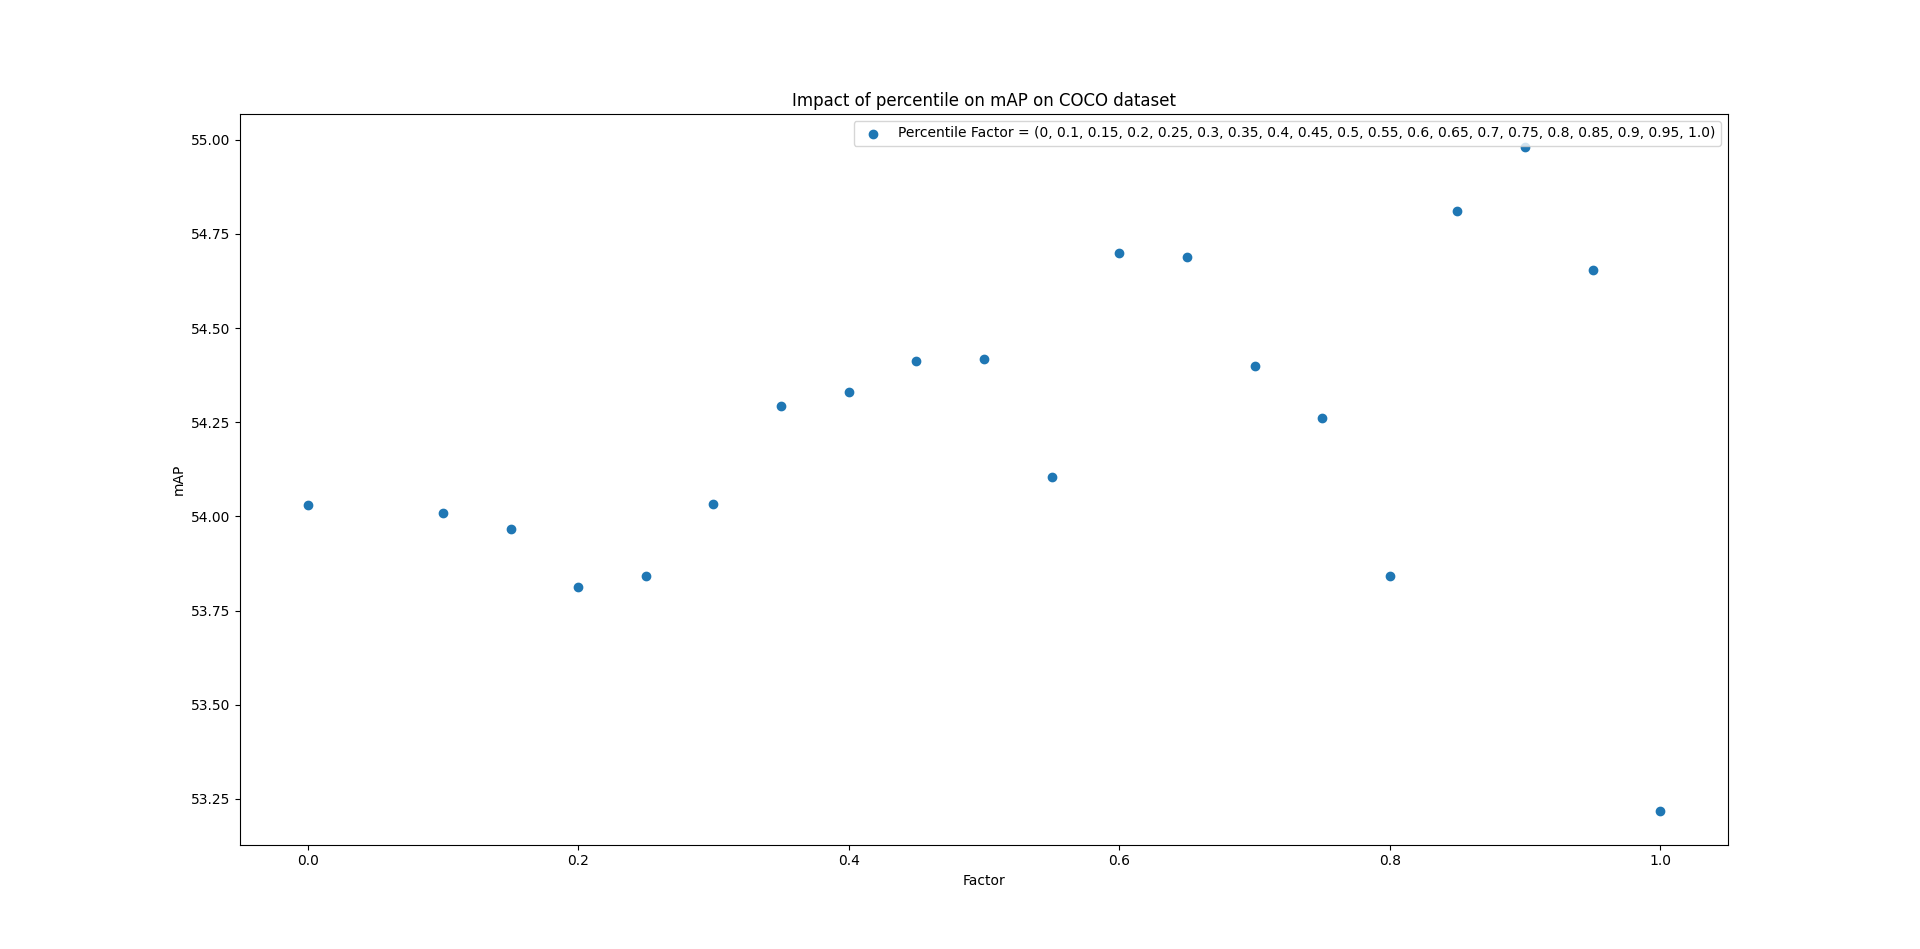 Impact of percentile on mAP on COCO dataset
Percentile Factor = (0, 0.1, 0.15, 0.2, 0.25, 0.3, 0.35, 0.4, 0.45, 0.5, 0.55, 0.6, 0.65, 0.7, 0.75, 0.8, 0.85, 0.9, 0.95, 1.0)
55.00
54.75
54.50
54.25
54.00
53.75
53.50
53.25
mAP
0.0 0.2 0.4 0.6 0.8 1.0
Factor